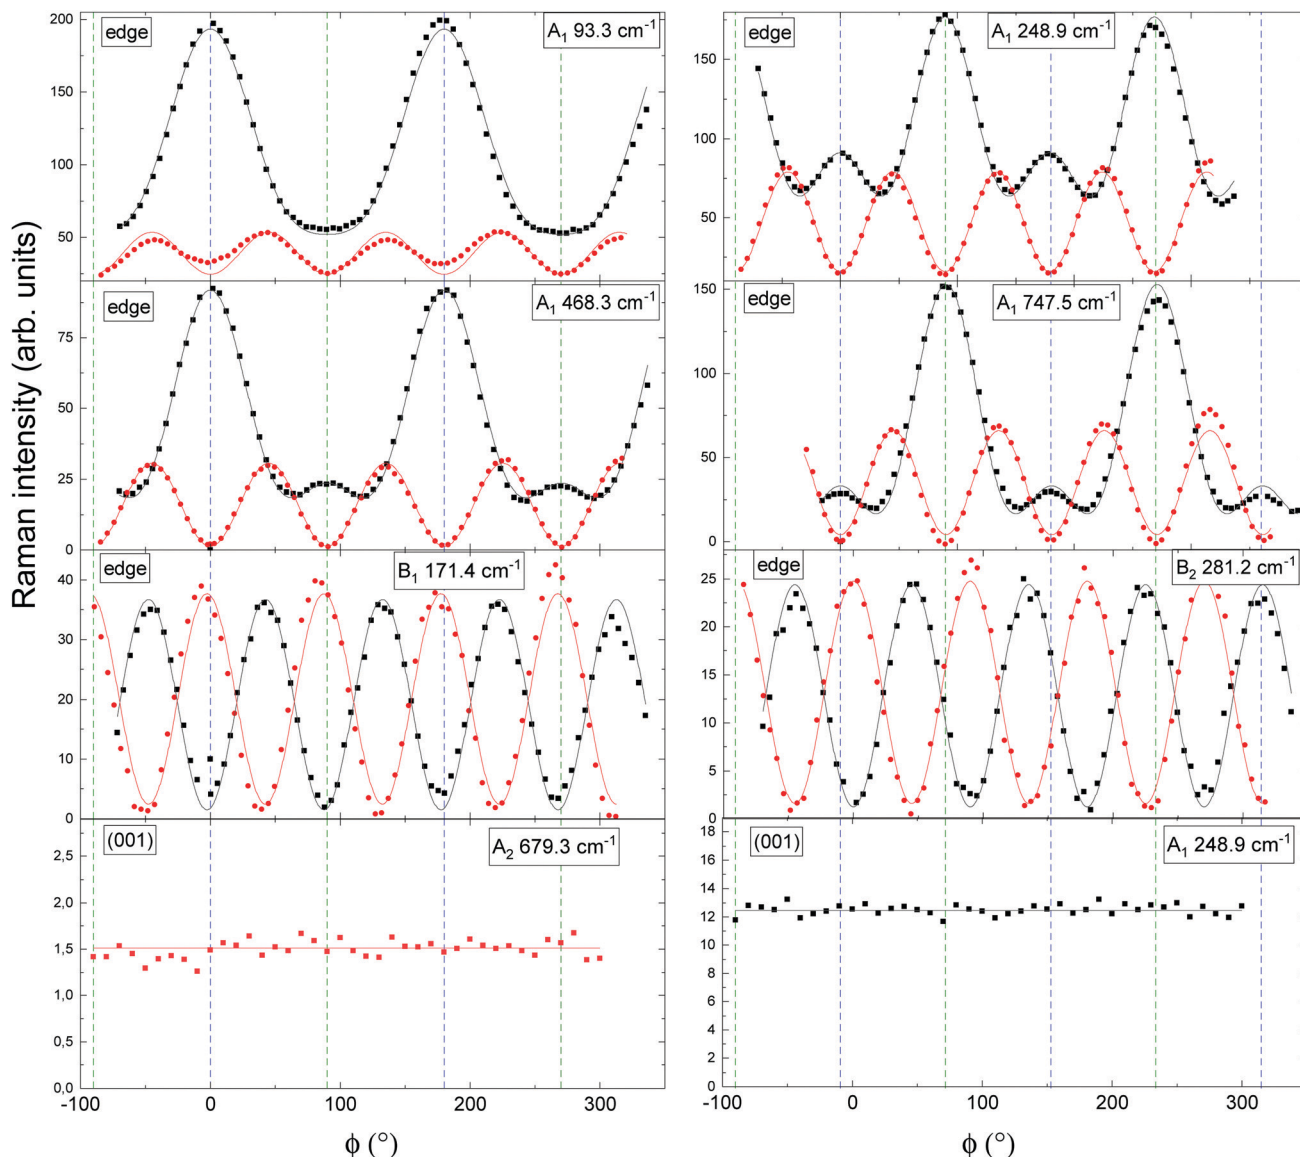 Raman intensity (arb. units)
edge
A₁ 93.3 cm⁻¹
200
150
100
50
edge
A₁ 468.3 cm⁻¹
75
50
25
0
edge
B₁ 171.4 cm⁻¹
40
30
20
10
0
(001)
A₂ 679.3 cm⁻¹
2,5
2,0
1,5
1,0
0,5
0,0
-100 0 100 200 300
ϕ (°)
edge
A₁ 248.9 cm⁻¹
150
100
50
edge
A₁ 747.5 cm⁻¹
150
100
50
0
edge
B₂ 281.2 cm⁻¹
25
20
15
10
5
0
(001)
A₁ 248.9 cm⁻¹
18
16
14
12
10
8
6
4
2
0
-100 0 100 200 300
ϕ (°)